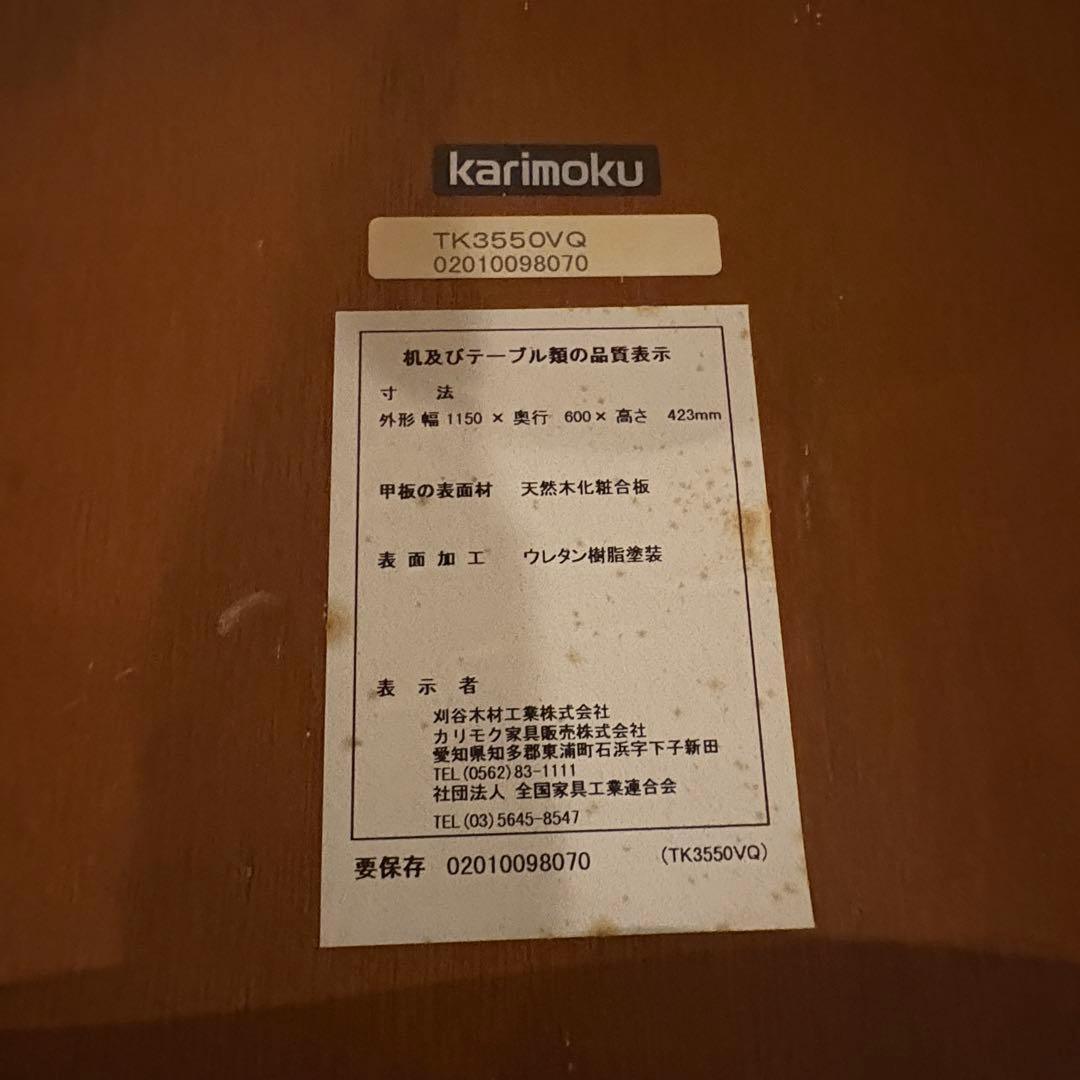 karimoku
TK3550VQ
02010098070
机及びテーブル類の品質表示
寸 法
外形 幅 1150 × 奥行 600 × 高さ 423mm
甲板の表面材 天然木化粧合板
表面加工 ウレタン樹脂塗装
表示者
刈谷木材工業株式会社
カリモク家具販売株式会社
愛知県知多郡東浦町石浜字下子新田
TEL(0562)83-1111
社団法人 全国家具工業連合会
TEL(03)5645-8547
要保存 02010098070 (TK3550VQ)